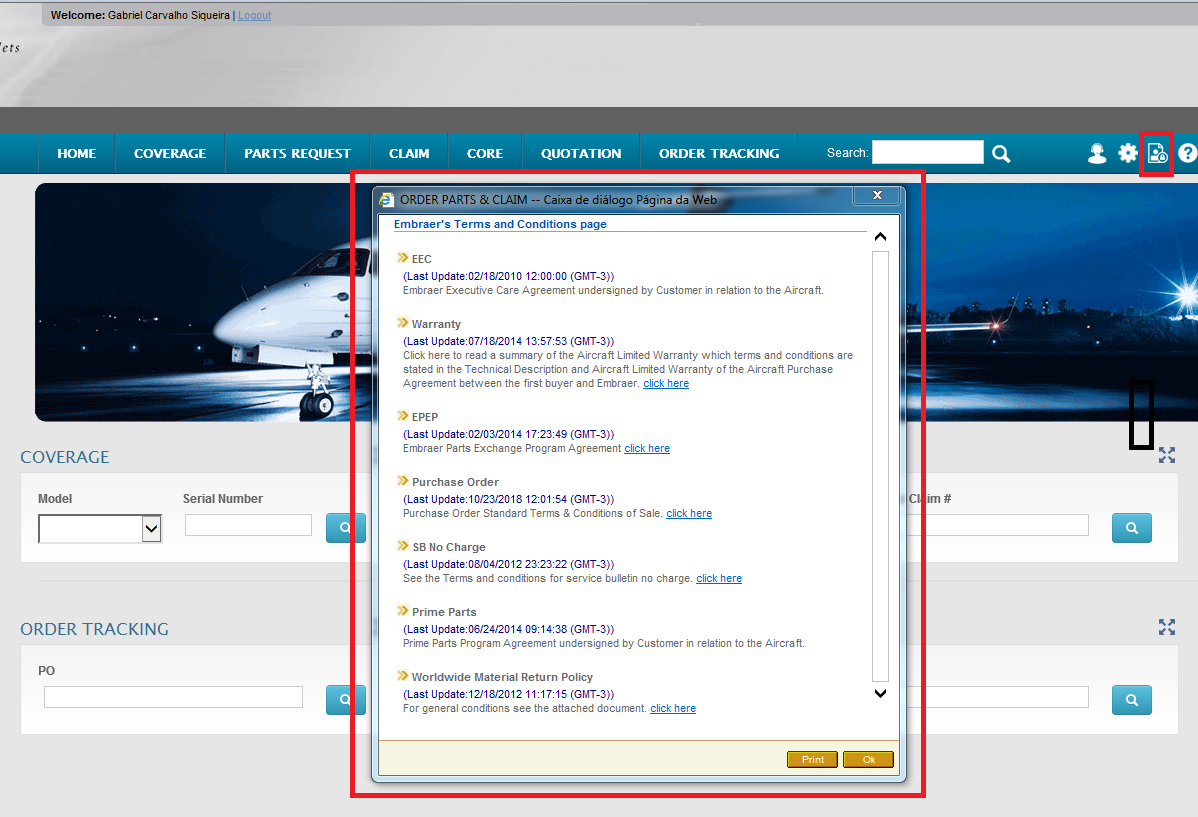 Welcome: Gabriel Carvalho Siqueira | Logout
Jets
HOME COVERAGE PARTS REQUEST CLAIM CORE QUOTATION ORDER TRACKING Search:
ORDER PARTS & CLAIM -- Caixa de diálogo Página da Web
Embraer's Terms and Conditions page
EEC
(Last Update:02/18/2010 12:00:00 (GMT-3))
Embraer Executive Care Agreement undersigned by Customer in relation to the Aircraft.
Warranty
(Last Update:07/18/2014 13:57:53 (GMT-3))
Click here to read a summary of the Aircraft Limited Warranty which terms and conditions are
stated in the Technical Description and Aircraft Limited Warranty of the Aircraft Purchase
Agreement between the first buyer and Embraer. click here
EPEP
(Last Update:02/03/2014 17:23:49 (GMT-3))
Embraer Parts Exchange Program Agreement click here
Purchase Order
(Last Update:10/23/2018 12:01:54 (GMT-3))
Purchase Order Standard Terms & Conditions of Sale. click here
SB No Charge
(Last Update:08/04/2012 23:23:22 (GMT-3))
See the Terms and conditions for service bulletin no charge. click here
Prime Parts
(Last Update:06/24/2014 09:14:38 (GMT-3))
Prime Parts Program Agreement undersigned by Customer in relation to the Aircraft.
Worldwide Material Return Policy
(Last Update:12/18/2012 11:17:15 (GMT-3))
For general conditions see the attached document. click here
Print Ok
COVERAGE
Model Serial Number
Claim #
ORDER TRACKING
PO